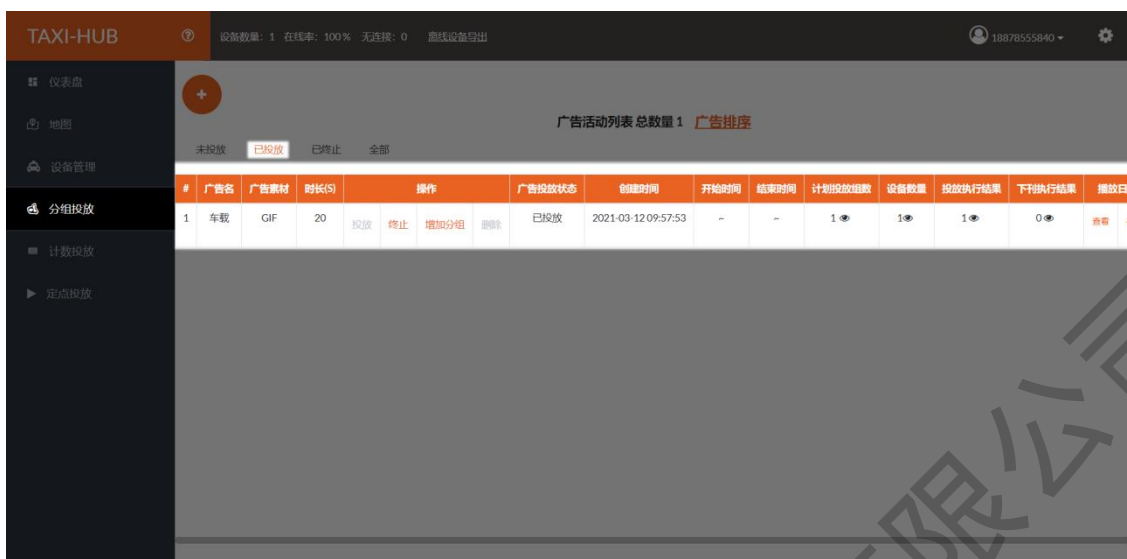 TAXI-HUB 设备数量: 1 在线率: 100% 无连接: 0 离线设备导出 18878555840
仪表盘
地图
广告活动列表 总数量 1 广告排序
未投放 已投放 已终止 全部
设备管理
# 广告名 广告素材 时长(S) 操作 广告投放状态 创建时间 开始时间 结束时间 计划投放组数 设备数量 投放执行结果 下刊执行结果 播放日
分组投放
1 车载 GIF 20 投放 终止 增加分组 删除 已投放 2021-03-12 09:57:53 ~ ~ 1 1 1 0 查看
计数投放
定点投放
有限公司